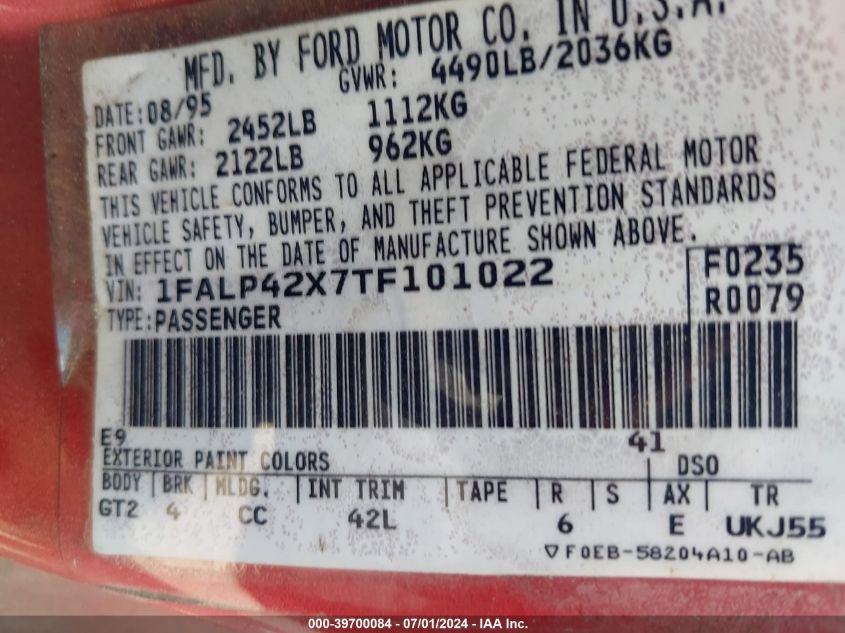 MFD. BY FORD MOTOR CO. IN U.S.A.
DATE: 08/95 GVWR: 4490LB/2036KG
FRONT GAWR: 2452LB 1112KG
REAR GAWR: 2122LB 962KG
THIS VEHICLE CONFORMS TO ALL APPLICABLE FEDERAL MOTOR
VEHICLE SAFETY, BUMPER, AND THEFT PREVENTION STANDARDS
IN EFFECT ON THE DATE OF MANUFACTURE SHOWN ABOVE.
VIN: 1FALP42X7TF101022 F0235
TYPE: PASSENGER R0079
E9 41
EXTERIOR PAINT COLORS DSO
BODY BRK MLDG. INT TRIM TAPE R S AX TR
GT2 4 CC 42L 6 E UKJ55
F0EB-58204A10-AB
000-39700084 - 07/01/2024 - IAA Inc.